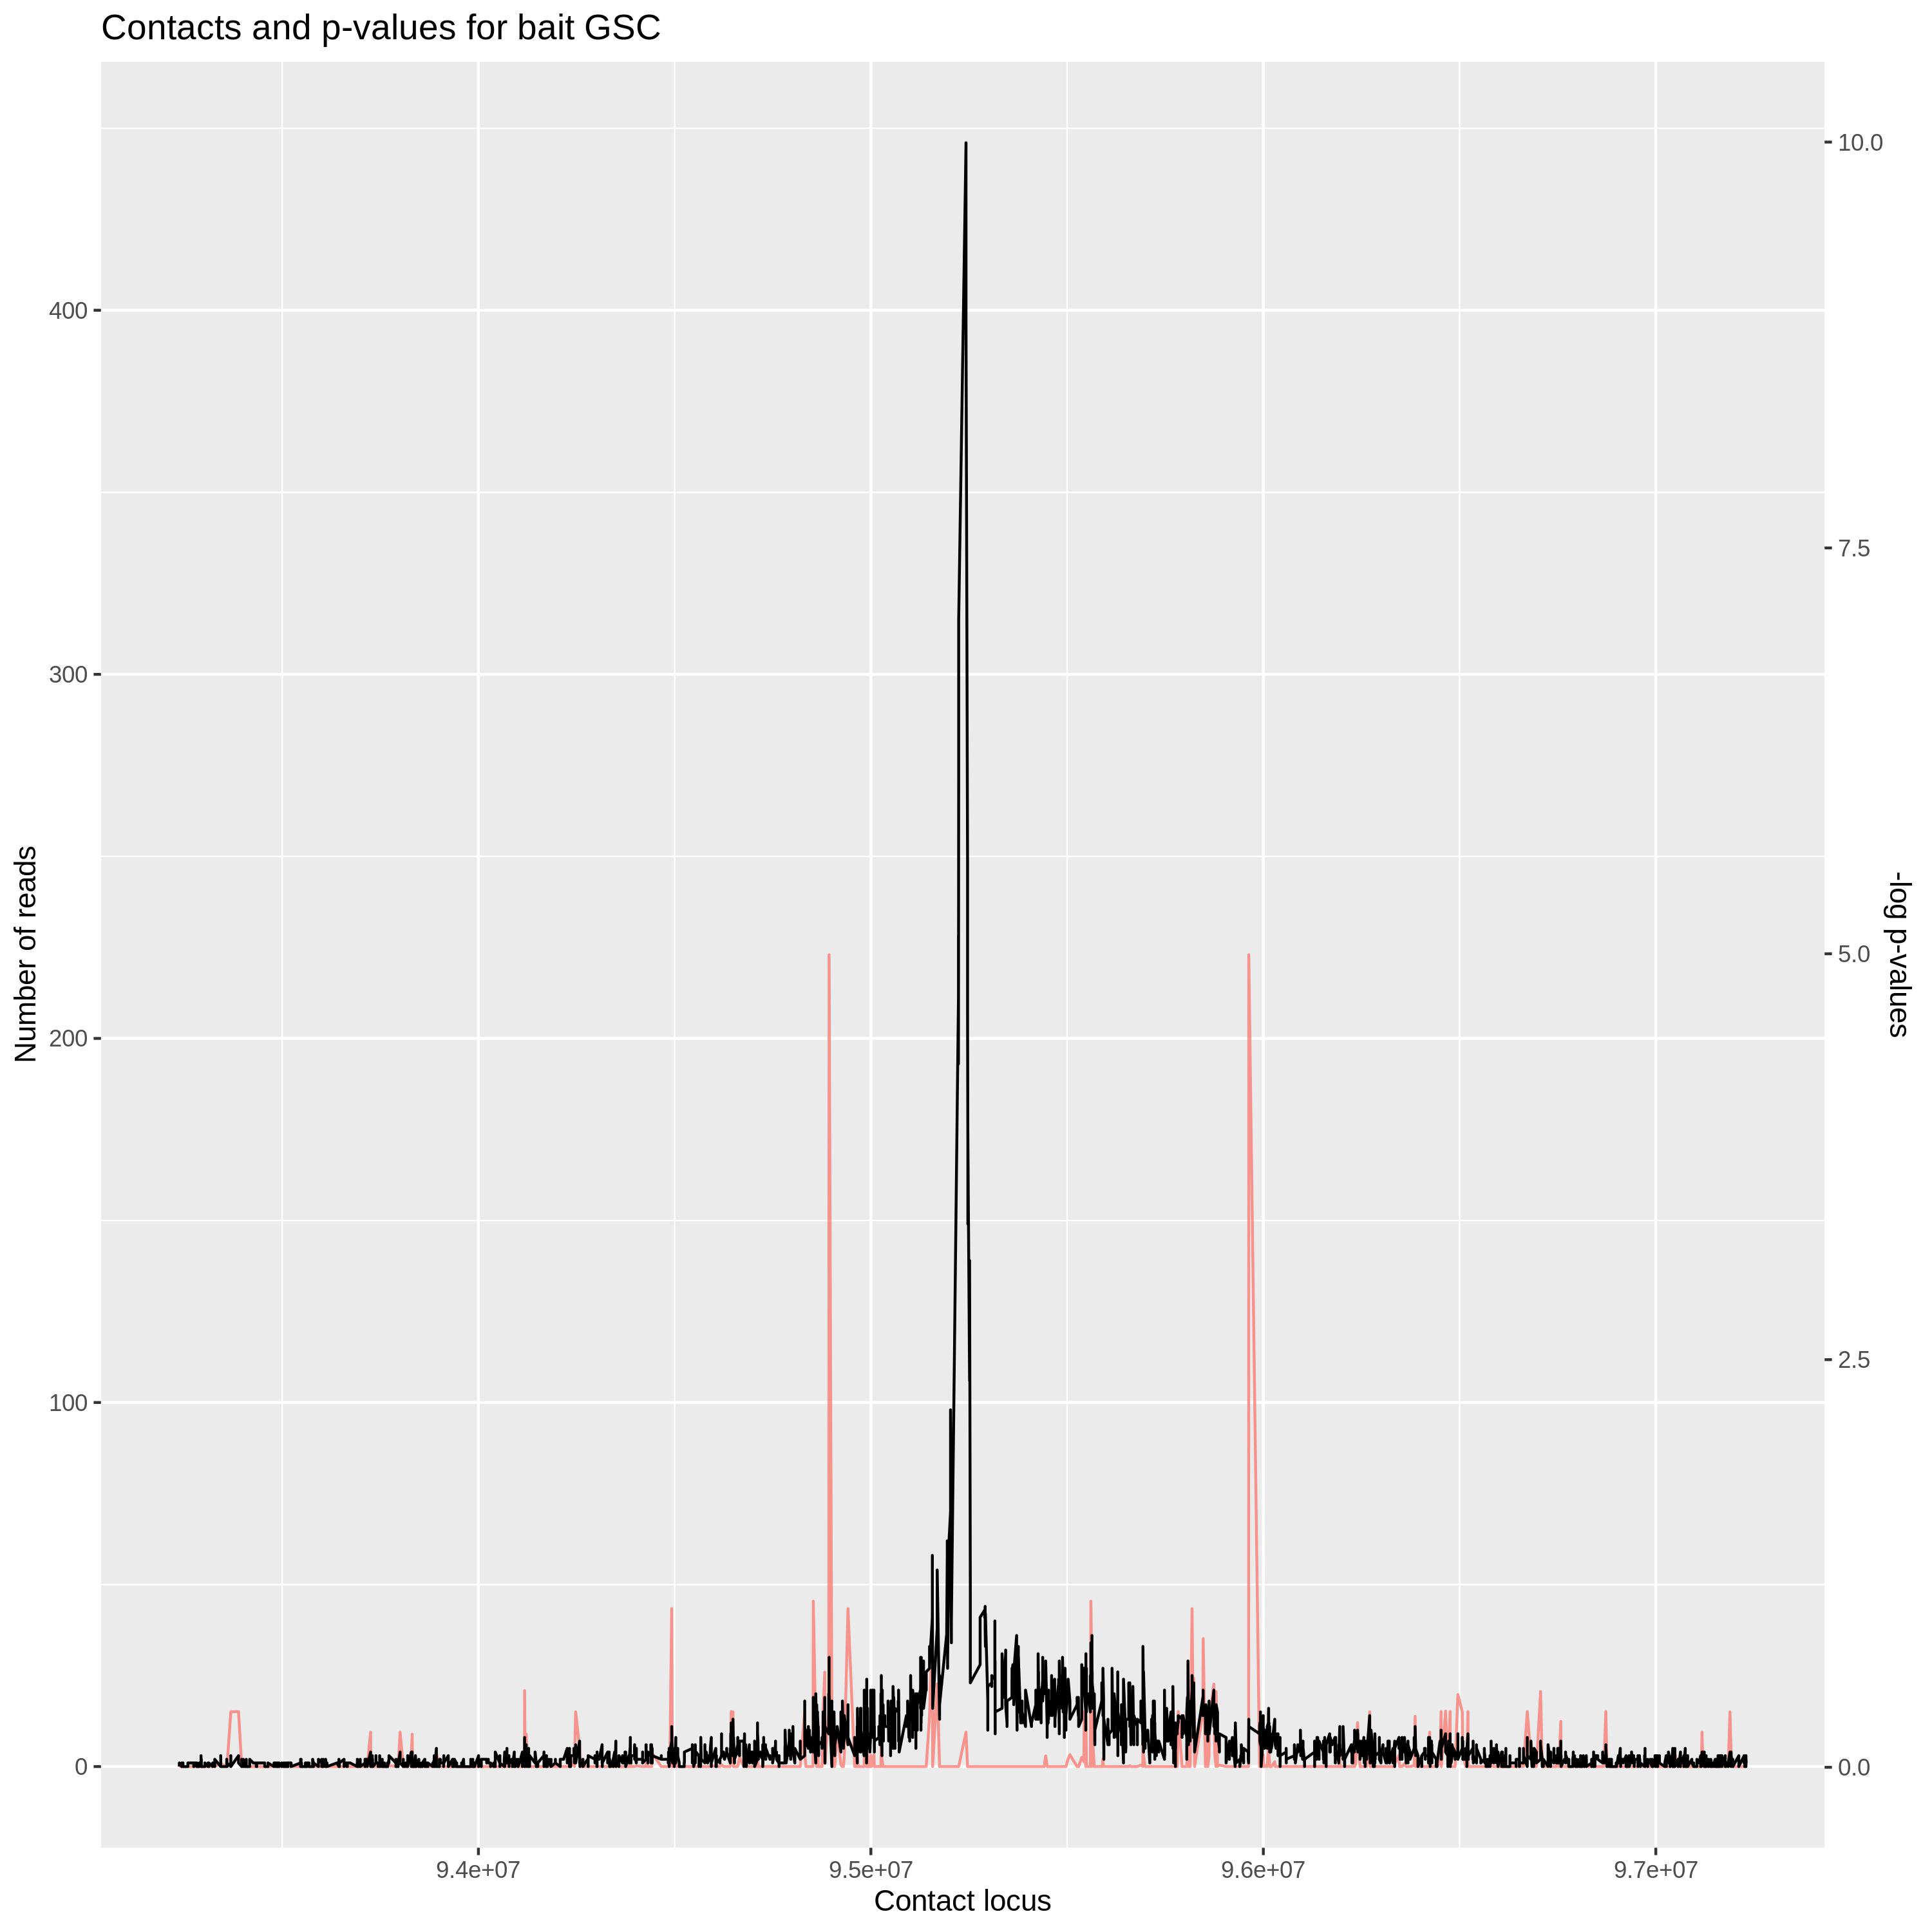 Contacts and p-values for bait GSC
Number of reads
400
300
200
100
0
10.0
7.5
5.0
2.5
0.0
-log p-values
9.4e+07
9.5e+07
9.6e+07
9.7e+07
Contact locus